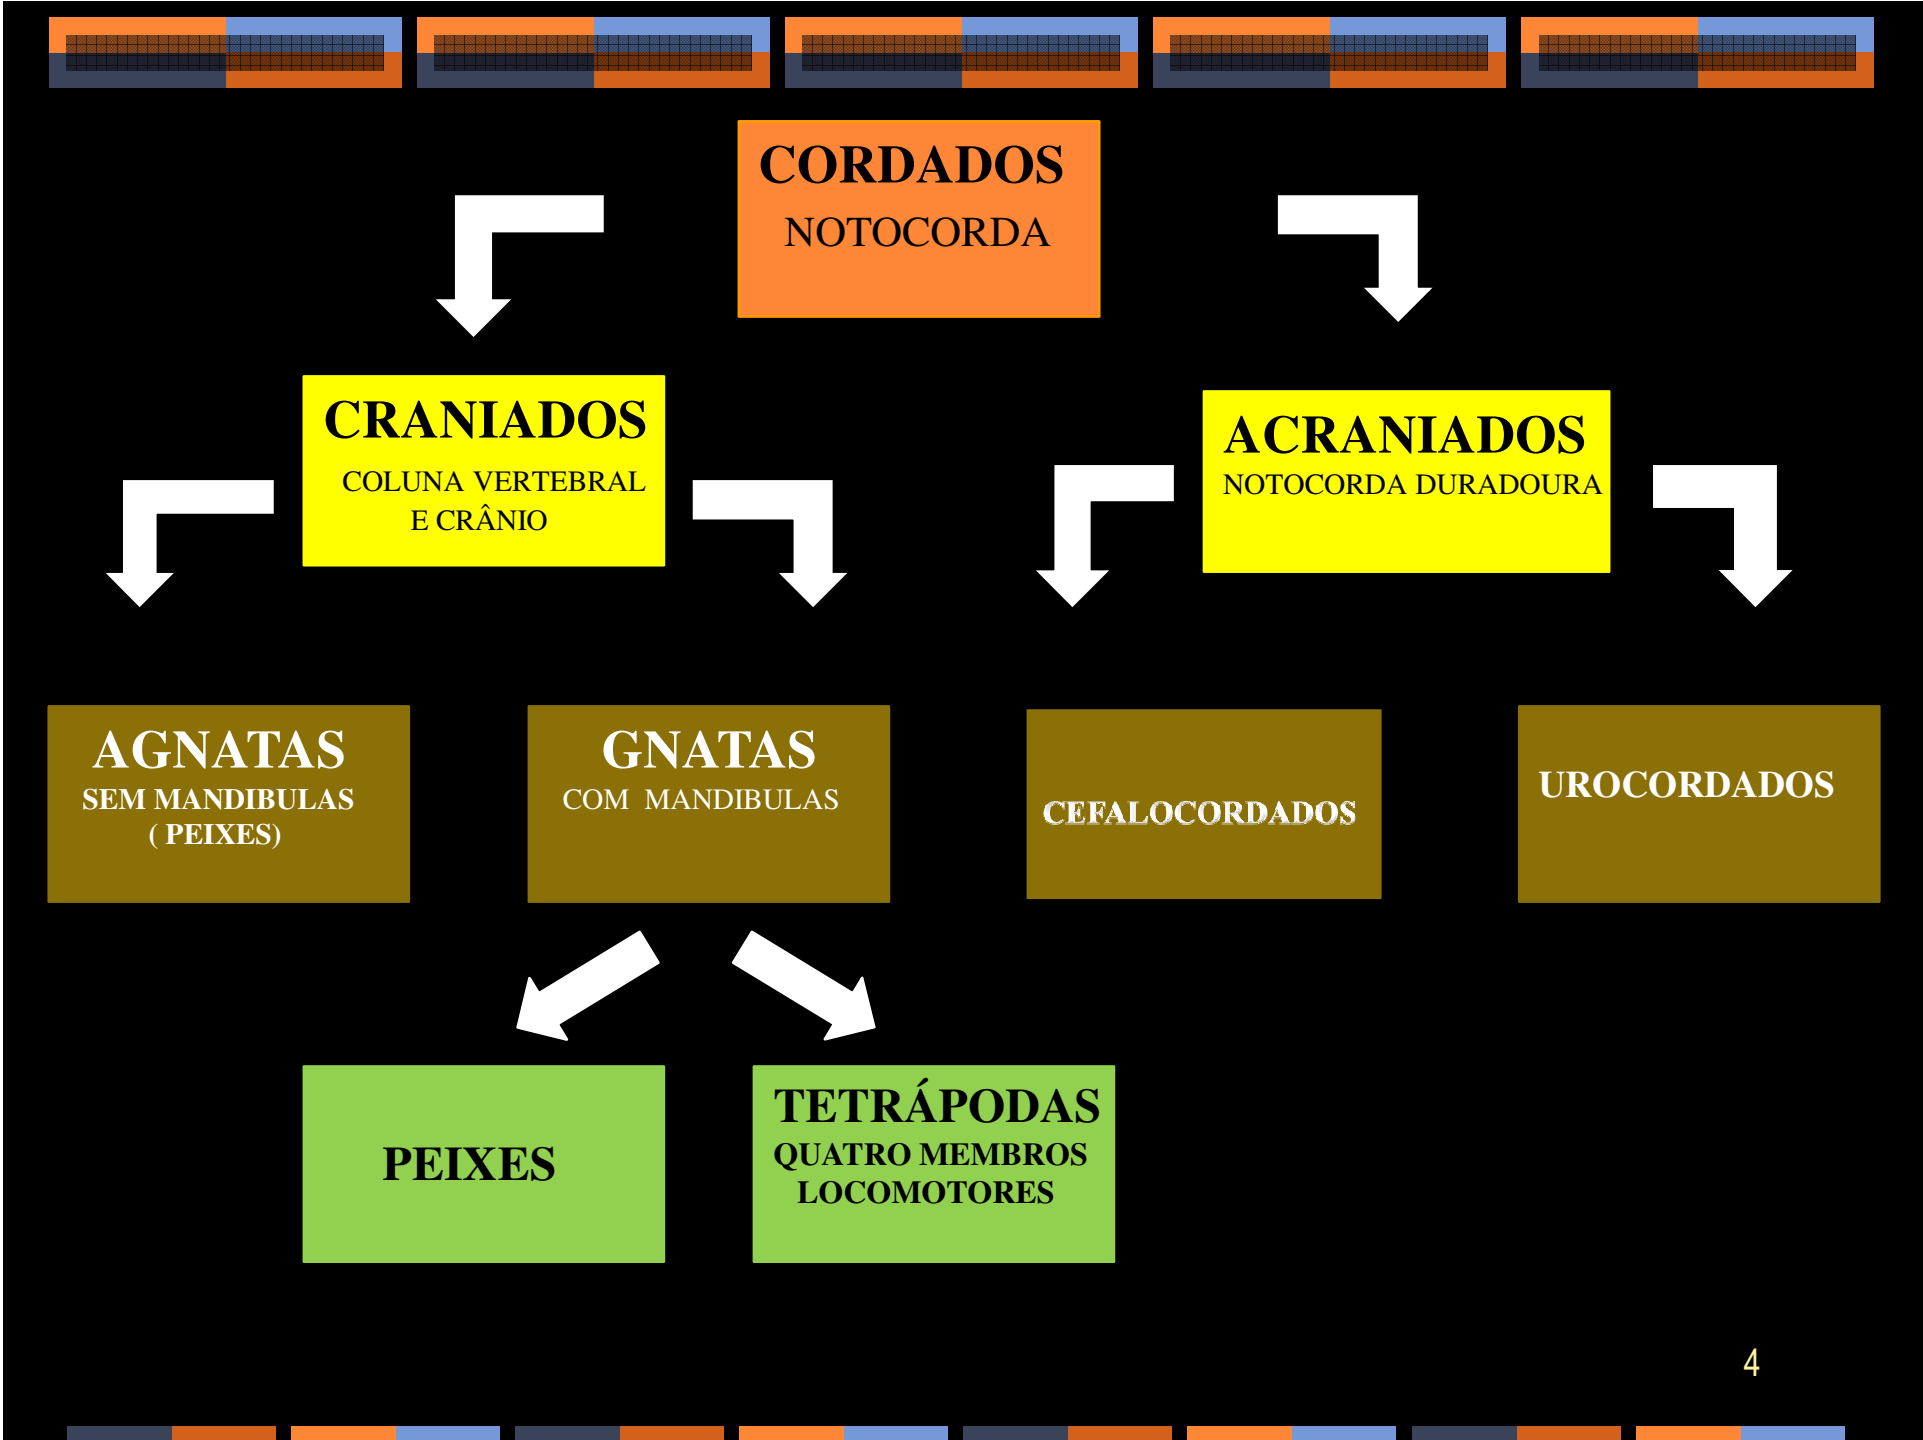 CORDADOS
NOTOCORDA
CRANIADOS
COLUNA VERTEBRAL
E CRÂNIO
ACRANIADOS
NOTOCORDA DURADOURA
AGNATAS
SEM MANDIBULAS
( PEIXES)
GNATAS
COM MANDIBULAS
CEFALOCORDADOS
UROCORDADOS
PEIXES
TETRÁPODAS
QUATRO MEMBROS
LOCOMOTORES
4